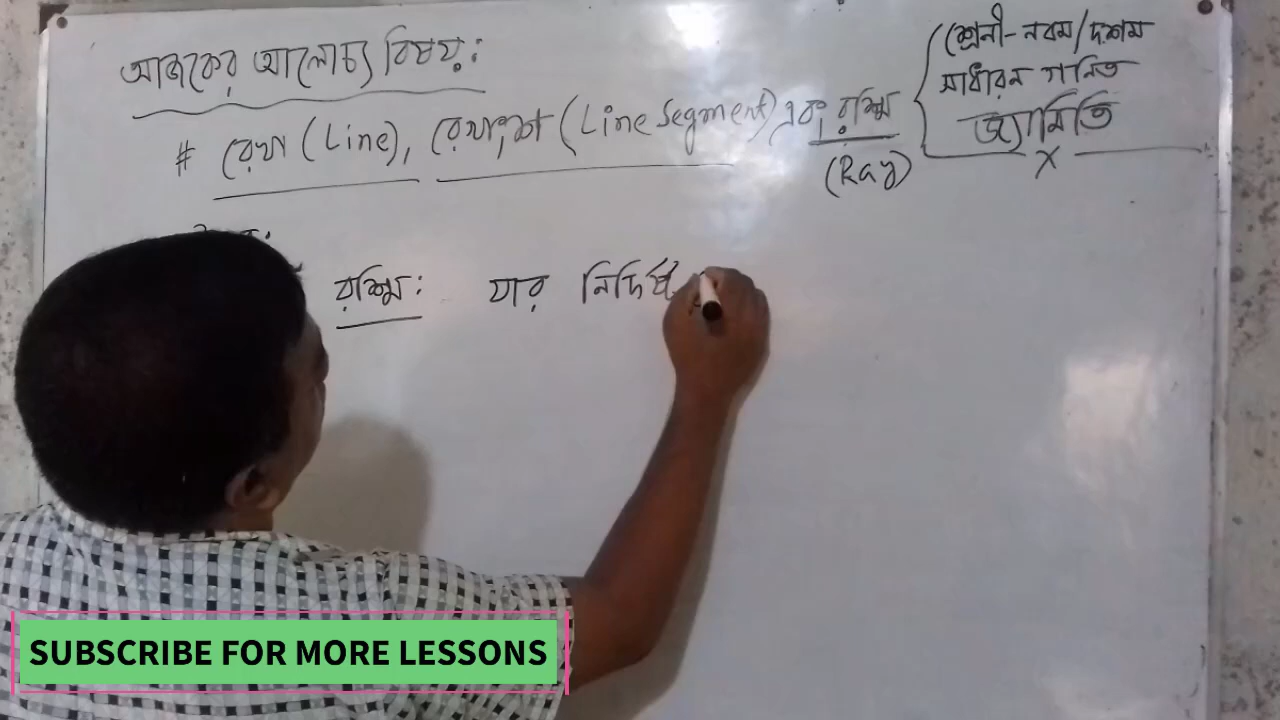 আজকের আলোচ্য বিষয়:
# রেখা (Line), রেখাংশ (Line Segment) এবং রশ্মি
(Ray)
শ্রেনী- নবম/দশম
সাধারন গনিত
জ্যামিতি
x
রশ্মি: যার নির্দিষ্ট
SUBSCRIBE FOR MORE LESSONS